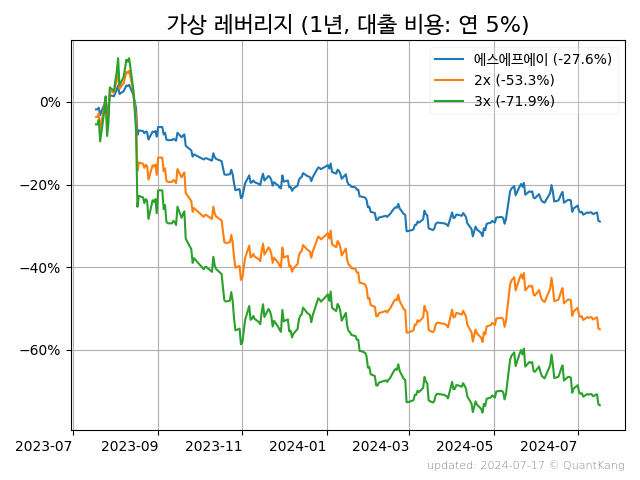 가상 레버리지 (1년, 대출 비용: 연 5%)
에스에프에이 (-27.6%)
2x (-53.3%)
3x (-71.9%)
0%
−20%
−40%
−60%
2023-07 2023-09 2023-11 2024-01 2024-03 2024-05 2024-07
updated: 2024-07-17 © QuantKang